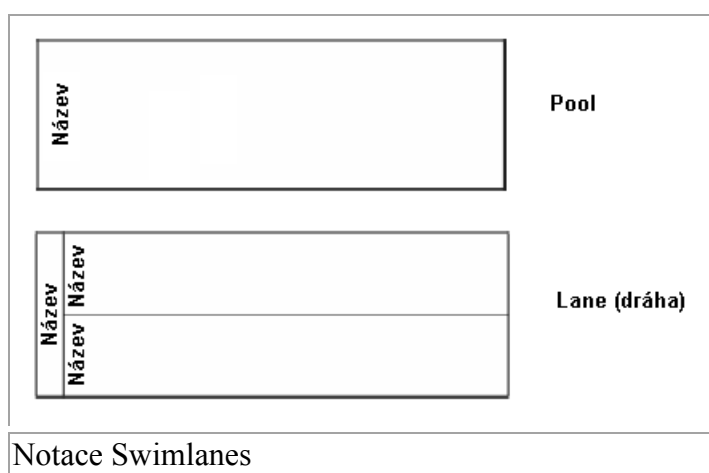 Název
Pool
Název
Název
Název
Lane (dráha)
Notace Swimlanes